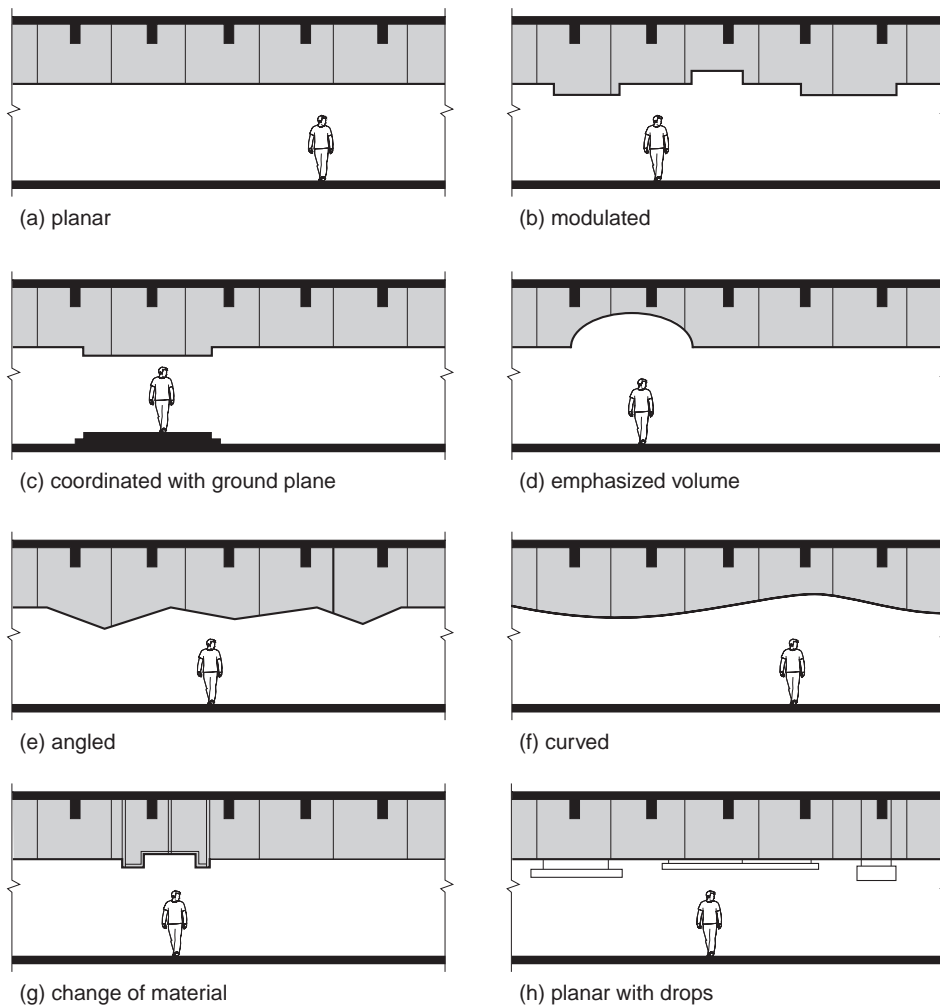 (a) planar
(b) modulated
(c) coordinated with ground plane
(d) emphasized volume
(e) angled
(f) curved
(g) change of material
(h) planar with drops